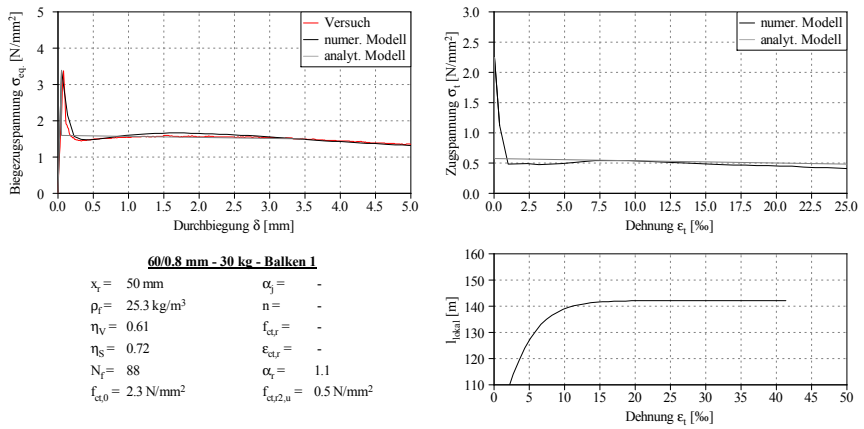 Biegezugspannung σeq. [N/mm²]
5
4
3
2
1
0
Versuch
numer. Modell
analyt. Modell
0.0 0.5 1.0 1.5 2.0 2.5 3.0 3.5 4.0 4.5 5.0
Durchbiegung δ [mm]
Zugspannung σt [N/mm²]
3.0
2.5
2.0
1.5
1.0
0.5
0.0
numer. Modell
analyt. Modell
0.0 2.5 5.0 7.5 10.0 12.5 15.0 17.5 20.0 22.5 25.0
Dehnung εt [‰]
60/0.8 mm - 30 kg - Balken 1
xr = 50 mm αj = -
ρf = 25.3 kg/m³ n = -
ηV = 0.61 fct,r = -
ηS = 0.72 εct,r = -
Nf = 88 αr = 1.1
fct,0 = 2.3 N/mm² fct,r2,u = 0.5 N/mm²
llokal [m]
160
150
140
130
120
110
0 5 10 15 20 25 30 35 40 45 50
Dehnung εt [‰]